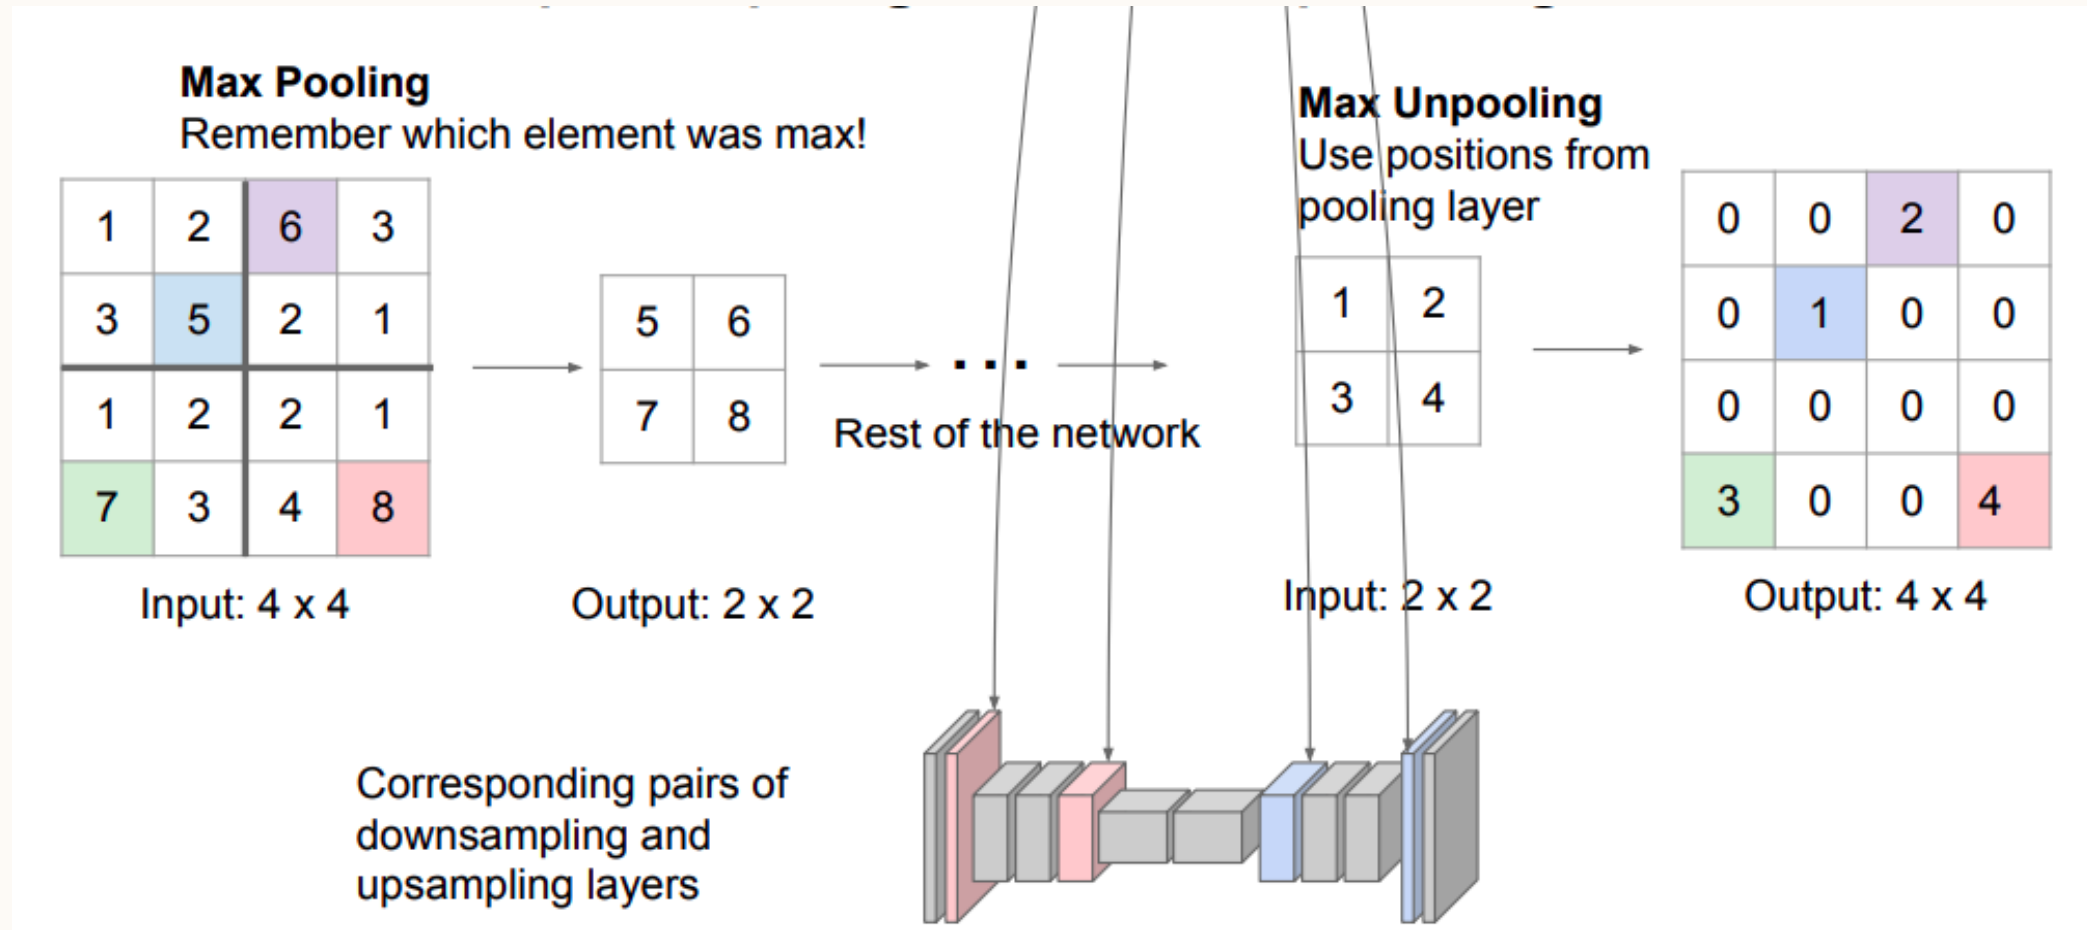 Max Pooling
Remember which element was max!
1 2 6 3
3 5 2 1
1 2 2 1
7 3 4 8
Input: 4 x 4
5 6
7 8
Output: 2 x 2
...
Rest of the network
Max Unpooling
Use positions from
pooling layer
1 2
3 4
Input: 2 x 2
0 0 2 0
0 1 0 0
0 0 0 0
3 0 0 4
Output: 4 x 4
Corresponding pairs of
downsampling and
upsampling layers